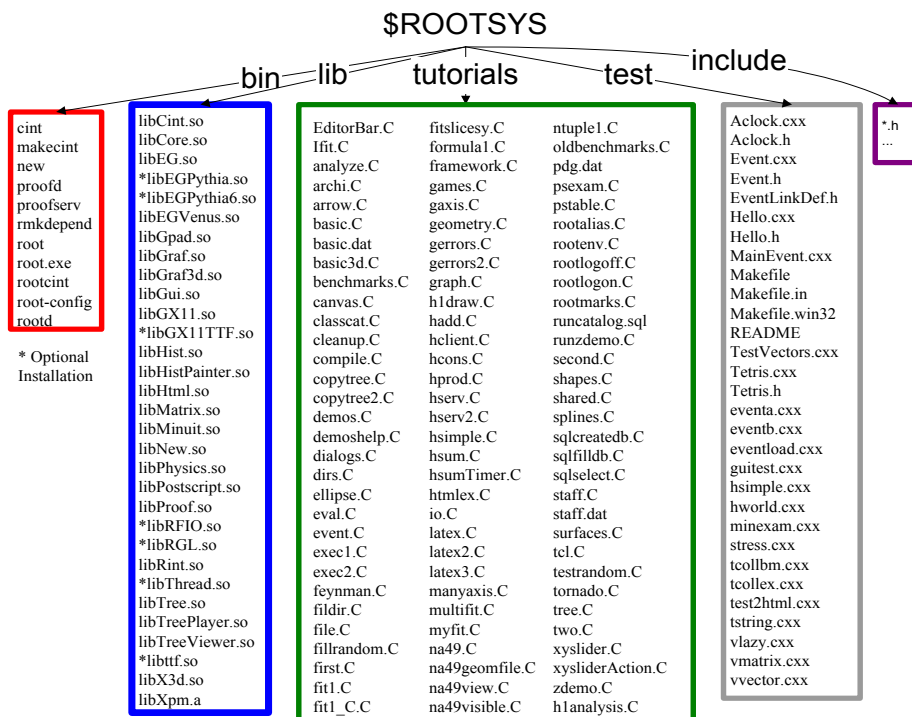 $ROOTSYS
bin
lib
tutorials
test
include
cint
makecint
new
proofd
proofserv
rmkdepend
root
root.exe
rootcint
root-config
rootd
* Optional
Installation
libCint.so
libCore.so
libEG.so
*libEGPythia.so
*libEGPythia6.so
libEGVenus.so
libGpad.so
libGraf.so
libGraf3d.so
libGui.so
libGX11.so
*libGX11TTF.so
libHist.so
libHistPainter.so
libHtml.so
libMatrix.so
libMinuit.so
libNew.so
libPhysics.so
libPostscript.so
libProof.so
*libRFIO.so
*libRGL.so
libRint.so
*libThread.so
libTree.so
libTreePlayer.so
libTreeViewer.so
*libttf.so
libX3d.so
libXpm.a
EditorBar.C
Ifit.C
analyze.C
archi.C
arrow.C
basic.C
basic.dat
basic3d.C
benchmarks.C
canvas.C
classcat.C
cleanup.C
compile.C
copytree.C
copytree2.C
demos.C
demoshelp.C
dialogs.C
dirs.C
ellipse.C
eval.C
event.C
exec1.C
exec2.C
feynman.C
fildir.C
file.C
fillrandom.C
first.C
fit1.C
fit1_C.C
fitslicesy.C
formula1.C
framework.C
games.C
gaxis.C
geometry.C
gerrors.C
gerrors2.C
graph.C
h1draw.C
hadd.C
hclient.C
hcons.C
hprod.C
hserv.C
hserv2.C
hsimple.C
hsum.C
hsumTimer.C
htmlex.C
io.C
latex.C
latex2.C
latex3.C
manyaxis.C
multifit.C
myfit.C
na49.C
na49geomfile.C
na49view.C
na49visible.C
ntuple1.C
oldbenchmarks.C
pdg.dat
psexam.C
pstable.C
rootalias.C
rootenv.C
rootlogoff.C
rootlogon.C
rootmarks.C
runcatalog.sql
runzdemo.C
second.C
shapes.C
shared.C
splines.C
sqlcreatedb.C
sqlfilldb.C
sqlselect.C
staff.C
staff.dat
surfaces.C
tcl.C
testrandom.C
tornado.C
tree.C
two.C
xyslider.C
xysliderAction.C
zdemo.C
h1analysis.C
Aclock.cxx
Aclock.h
Event.cxx
Event.h
EventLinkDef.h
Hello.cxx
Hello.h
MainEvent.cxx
Makefile
Makefile.in
Makefile.win32
README
TestVectors.cxx
Tetris.cxx
Tetris.h
eventa.cxx
eventb.cxx
eventload.cxx
guitest.cxx
hsimple.cxx
hworld.cxx
minexam.cxx
stress.cxx
tcollbm.cxx
tcollex.cxx
test2html.cxx
tstring.cxx
vlazy.cxx
vmatrix.cxx
vvector.cxx
*.h
...